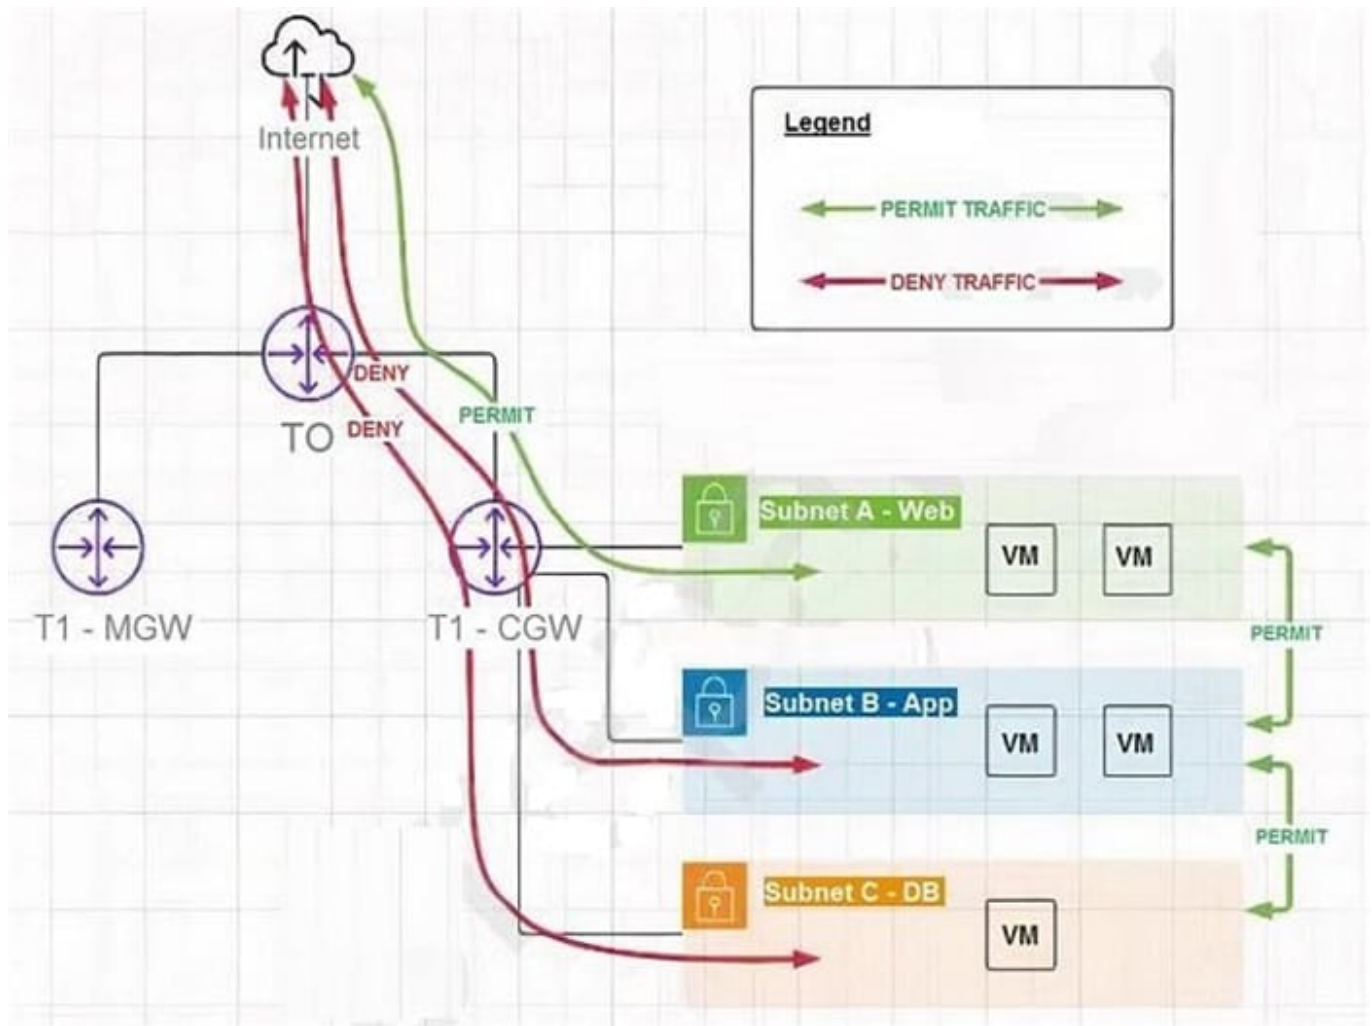 Internet
Legend
PERMIT TRAFFIC
DENY TRAFFIC
DENY
DENY
PERMIT
TO
T1 - MGW
T1 - CGW
Subnet A - Web
VM
VM
PERMIT
Subnet B - App
VM
VM
PERMIT
Subnet C - DB
VM